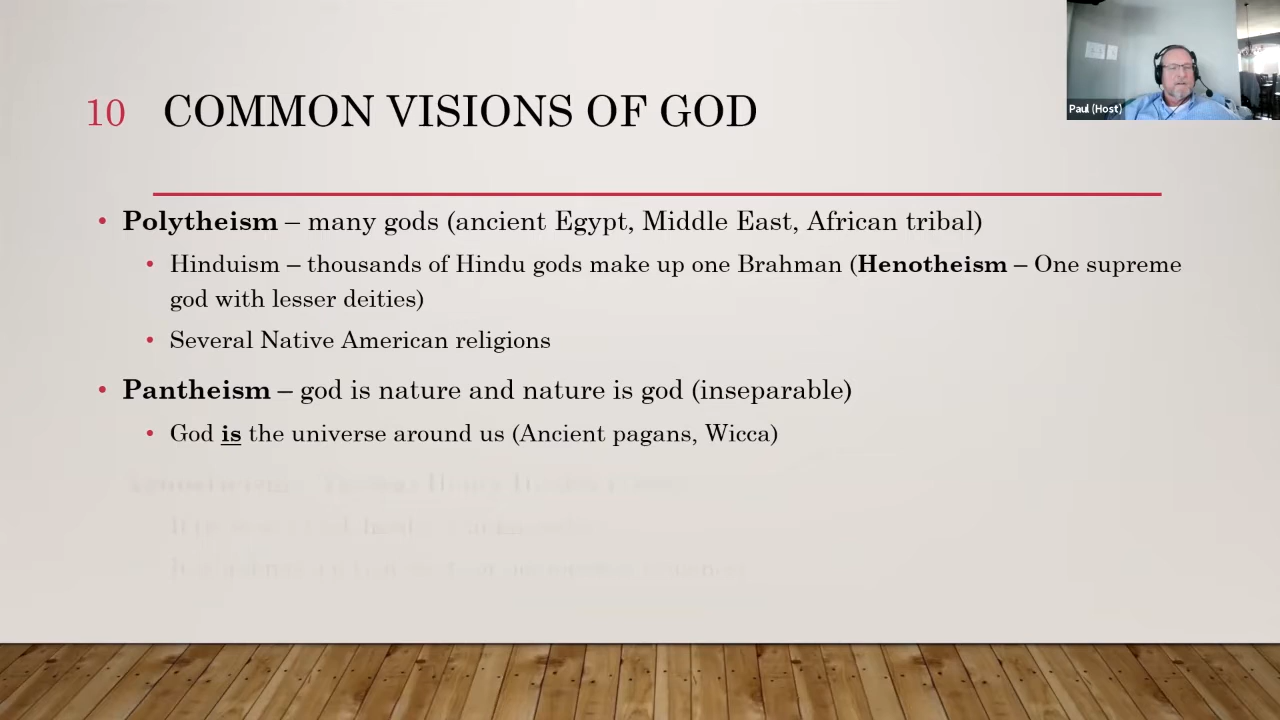 10 COMMON VISIONS OF GOD
Paul (Host)
• Polytheism – many gods (ancient Egypt, Middle East, African tribal)
• Hinduism – thousands of Hindu gods make up one Brahman (Henotheism – One supreme
god with lesser deities)
• Several Native American religions
• Pantheism – god is nature and nature is god (inseparable)
• God is the universe around us (Ancient pagans, Wicca)